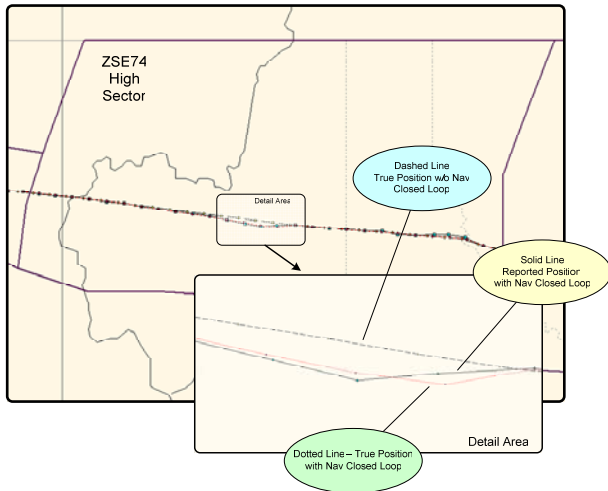 ZSE74
High
Sector
Detail Area
Dashed Line
True Position w/o Nav
Closed Loop
Solid Line
Reported Position
with Nav Closed Loop
Detail Area
Dotted Line – True Position
with Nav Closed Loop